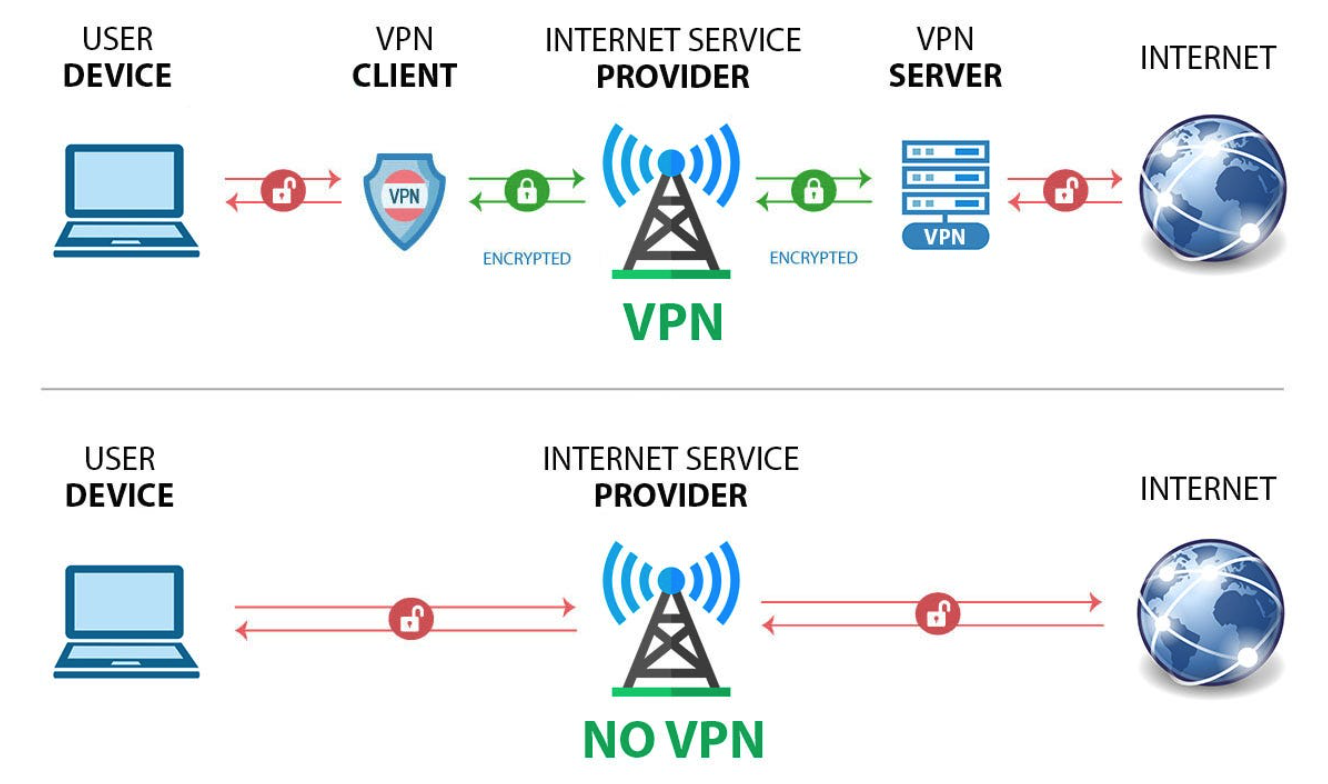 USER
DEVICE
VPN
CLIENT
INTERNET SERVICE
PROVIDER
VPN
SERVER
INTERNET
VPN
VPN
ENCRYPTED
ENCRYPTED
VPN
USER
DEVICE
INTERNET SERVICE
PROVIDER
INTERNET
NO VPN